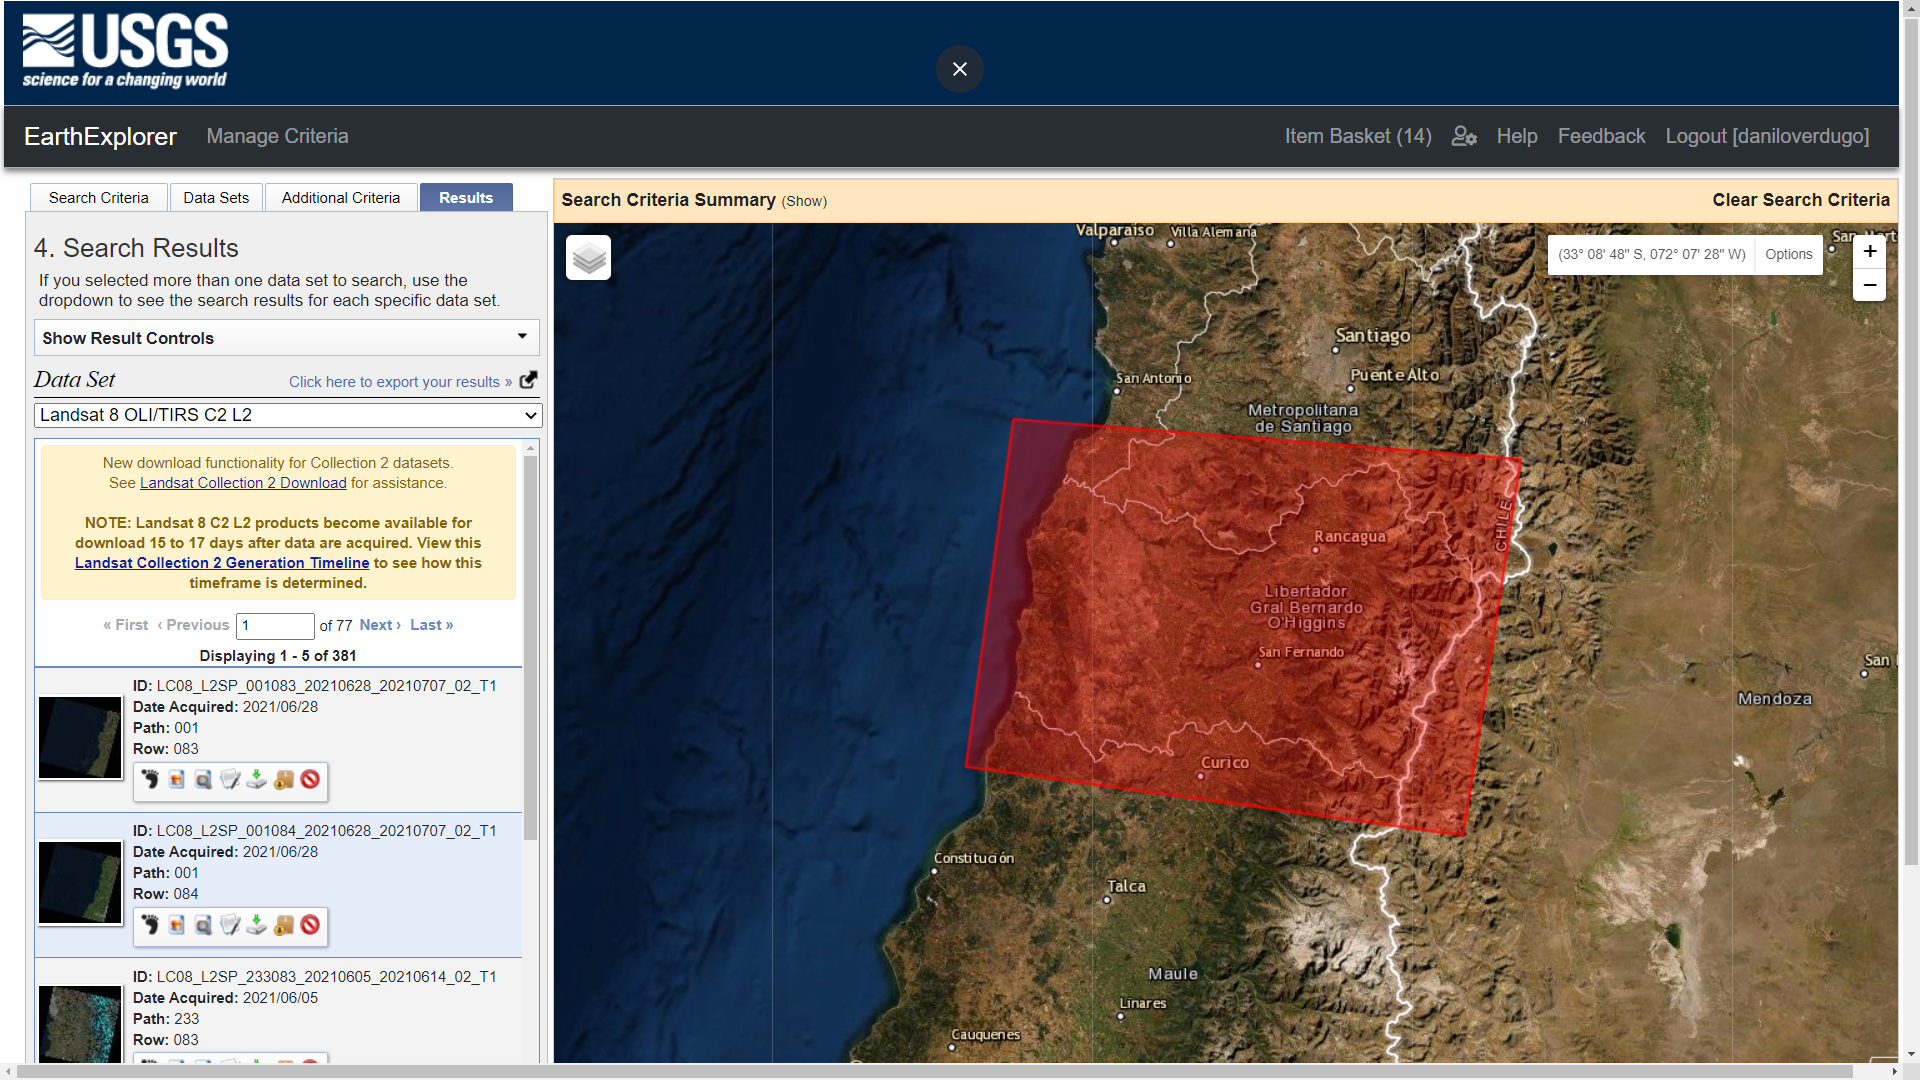 USGS
science for a changing world
EarthExplorer
Manage Criteria
Item Basket (14)
Help
Feedback
Logout [daniloverdugo]
Search Criteria
Data Sets
Additional Criteria
Results
4. Search Results
If you selected more than one data set to search, use the
dropdown to see the search results for each specific data set.
Show Result Controls
Data Set
Click here to export your results »
Landsat 8 OLI/TIRS C2 L2
New download functionality for Collection 2 datasets.
See Landsat Collection 2 Download for assistance.
NOTE: Landsat 8 C2 L2 products become available for
download 15 to 17 days after data are acquired. View this
Landsat Collection 2 Generation Timeline to see how this
timeframe is determined.
« First ‹ Previous 1 of 77 Next › Last »
Displaying 1 - 5 of 381
ID: LC08_L2SP_001083_20210628_20210707_02_T1
Date Acquired: 2021/06/28
Path: 001
Row: 083
ID: LC08_L2SP_001084_20210628_20210707_02_T1
Date Acquired: 2021/06/28
Path: 001
Row: 084
ID: LC08_L2SP_233083_20210605_20210614_02_T1
Date Acquired: 2021/06/05
Path: 233
Row: 083
Search Criteria Summary (Show)
Clear Search Criteria
(33° 08' 48" S, 072° 07' 28" W)
Options
+
−
Valparaíso
Villa Alemana
Santiago
Puente Alto
San Antonio
Metropolitana
de Santiago
CHILE
Rancagua
Libertador
Gral Bernardo
O'Higgins
San Fernando
San
Mendoza
Curico
Constitución
Talca
Maule
Linares
Cauquenes